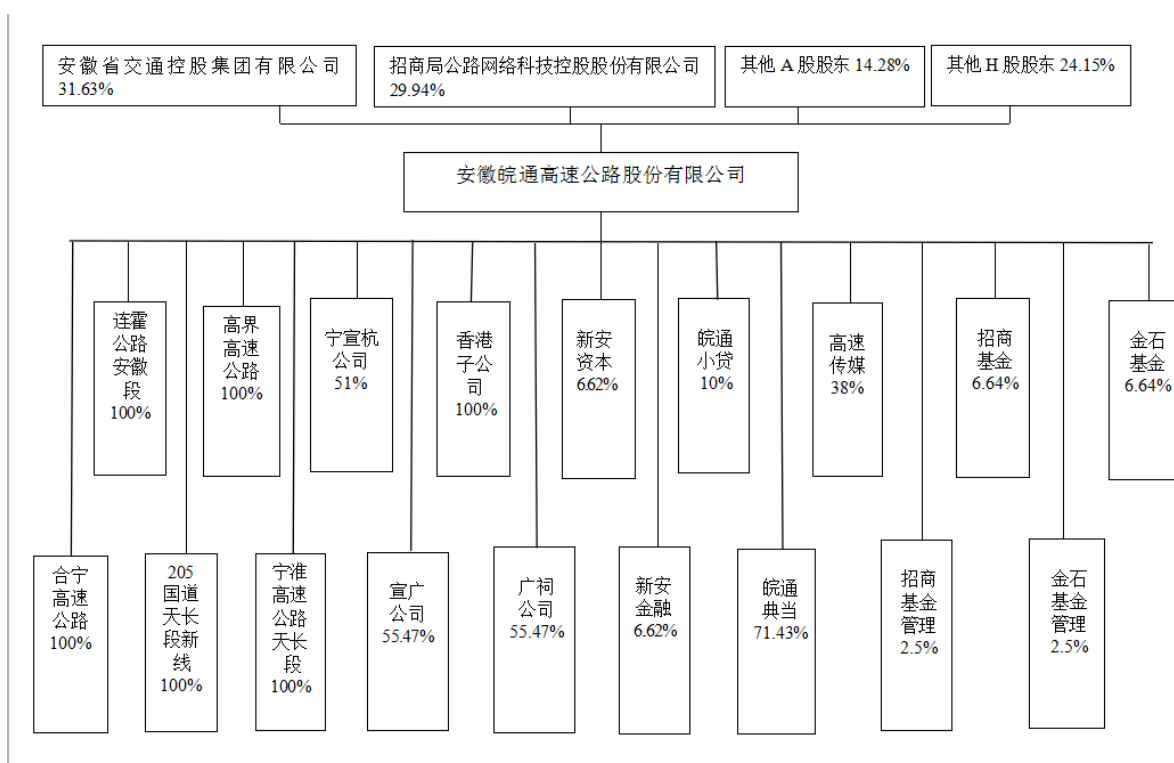 安徽省交通控股集团有限公司
31.63%
招商局公路网络科技控股股份有限公司
29.94%
其他 A 股股东 14.28%
其他 H 股股东 24.15%
安徽皖通高速公路股份有限公司
连霍
公路
安徽
段
100%
高界
高速
公路
100%
宁宣杭
公司
51%
香港
子公
司
100%
新安
资本
6.62%
皖通
小贷
10%
高速
传媒
38%
招商
基金
6.64%
金石
基金
6.64%
合宁
高速
公路
100%
205
国道
天长
段新
线
100%
宁淮
高速
公路
天长
段
100%
宣广
公司
55.47%
广祠
公司
55.47%
新安
金融
6.62%
皖通
典当
71.43%
招商
基金
管理
2.5%
金石
基金
管理
2.5%